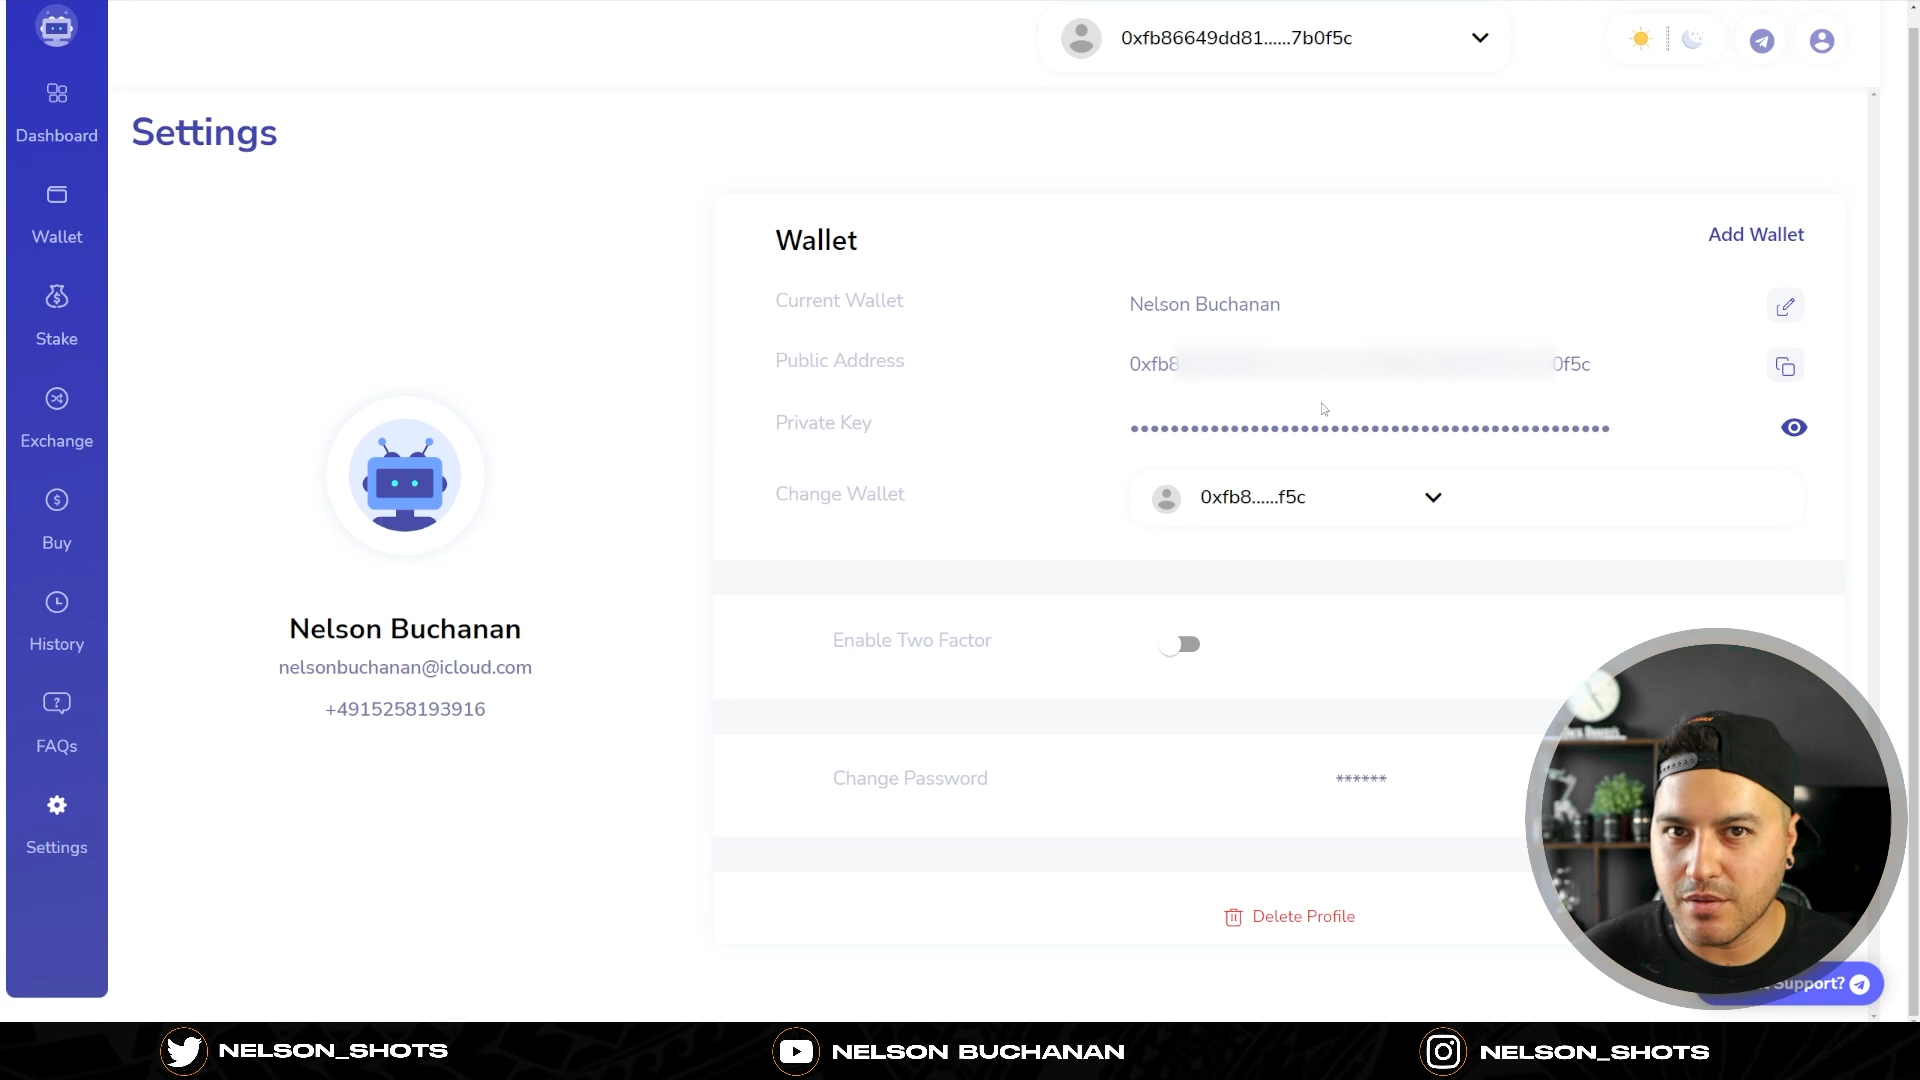 0xfb86649dd81......7b0f5c
Dashboard
Wallet
Stake
Exchange
Buy
History
FAQs
Settings
Settings
Nelson Buchanan
nelsonbuchanan@icloud.com
+4915258193916
Wallet
Add Wallet
Current Wallet
Nelson Buchanan
Public Address
0xfb8
0f5c
Private Key
••••••••••••••••••••••••••••••••••••••••••••••••
Change Wallet
0xfb8......f5c
Enable Two Factor
Change Password
******
Delete Profile
Support?
NELSON_SHOTS
NELSON BUCHANAN
NELSON_SHOTS